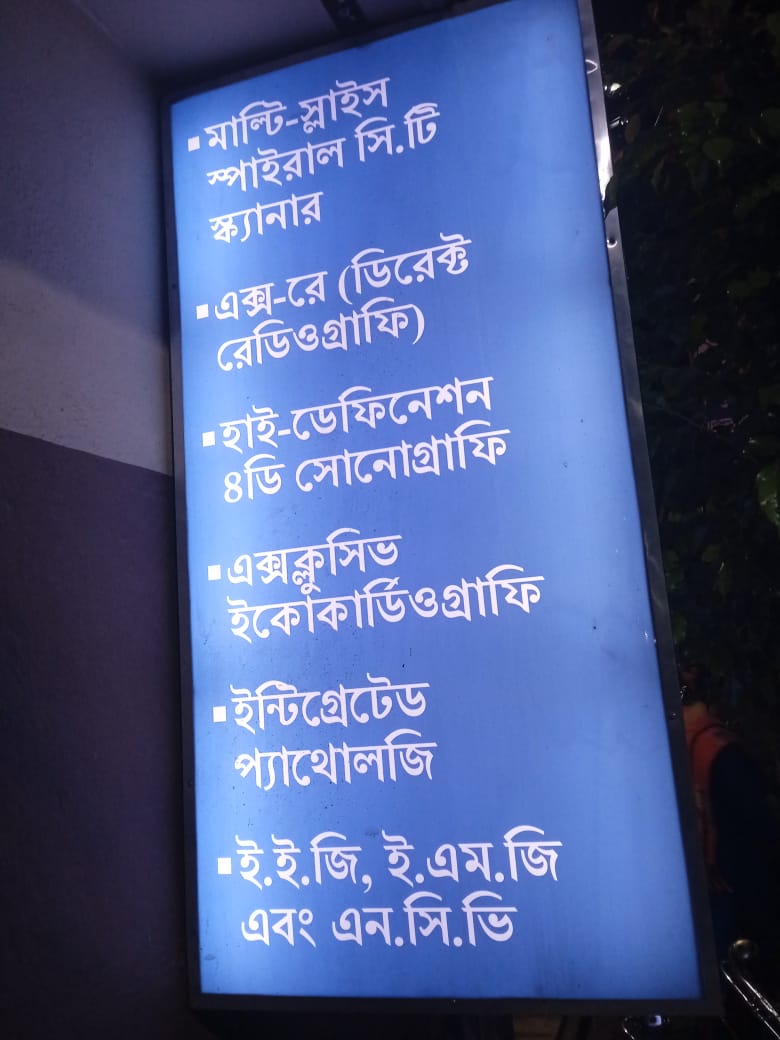 ▪মাল্টি-স্লাইস
স্পাইরাল সি.টি
স্ক্যানার
▪এক্স-রে (ডিরেক্ট
রেডিওগ্রাফি)
▪হাই-ডেফিনেশন
৪ডি সোনোগ্রাফি
▪এক্সক্লুসিভ
ইকোকার্ডিওগ্রাফি
▪ইন্টিগ্রেটেড
প্যাথোলজি
▪ই.ই.জি, ই.এম.জি
এবং এন.সি.ভি